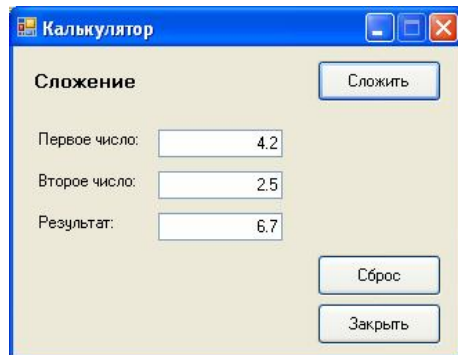 Калькулятор
Сложение
Сложить
Первое число: 4.2
Второе число: 2.5
Результат: 6.7
Сброс
Закрыть